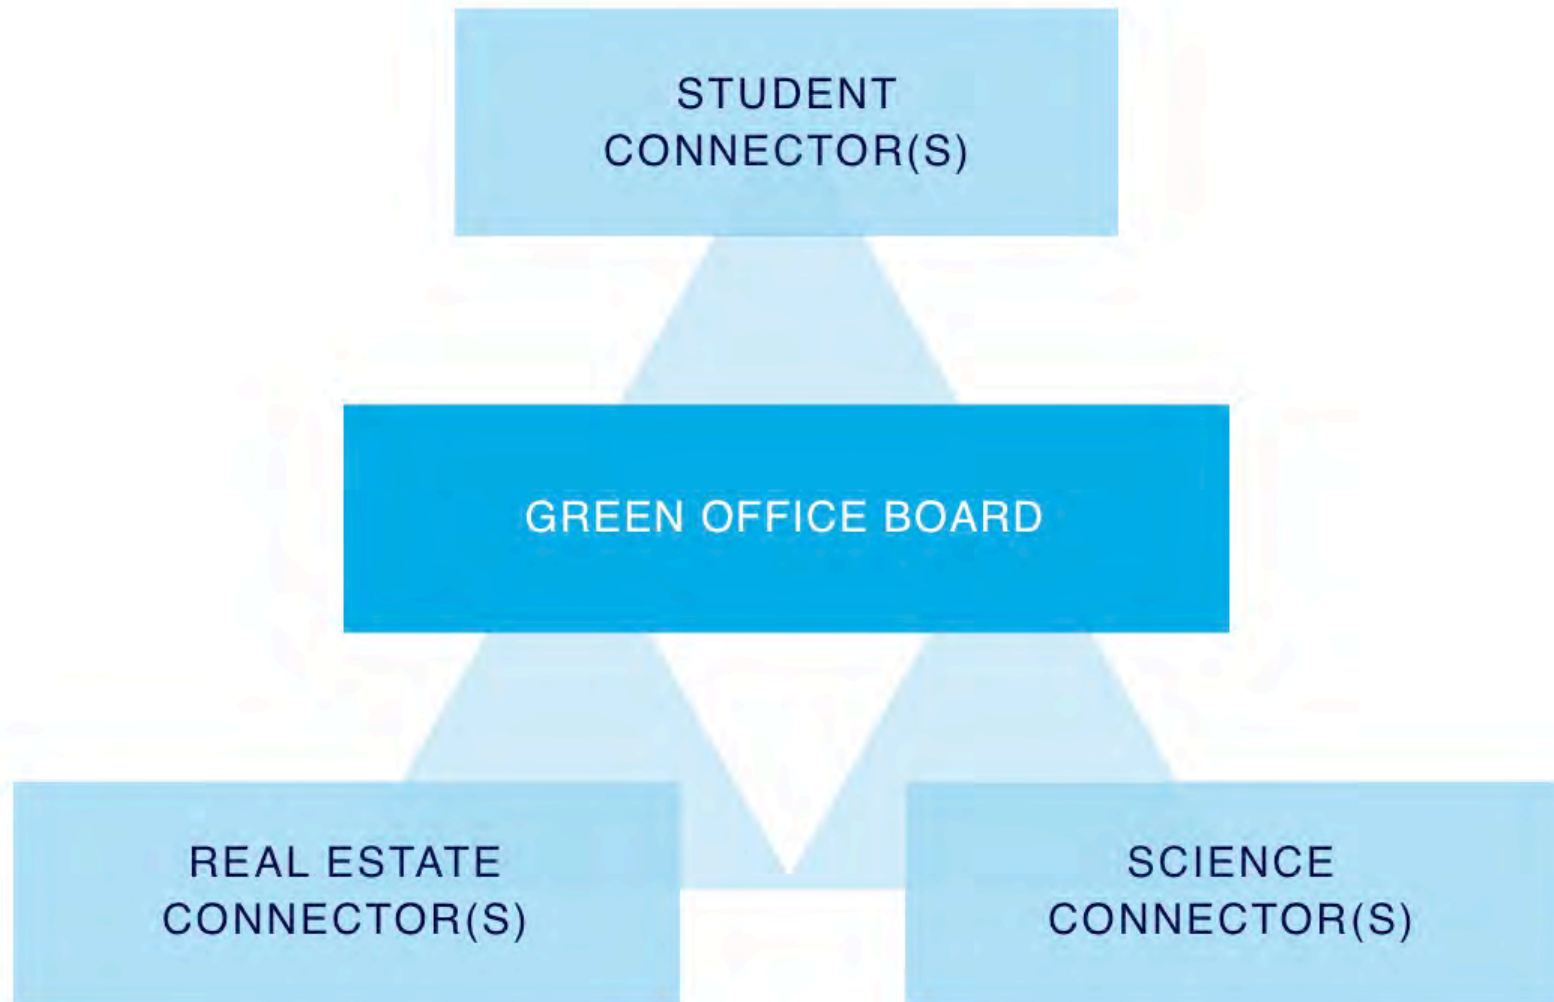 STUDENT
CONNECTOR(S)
GREEN OFFICE BOARD
REAL ESTATE
CONNECTOR(S)
SCIENCE
CONNECTOR(S)